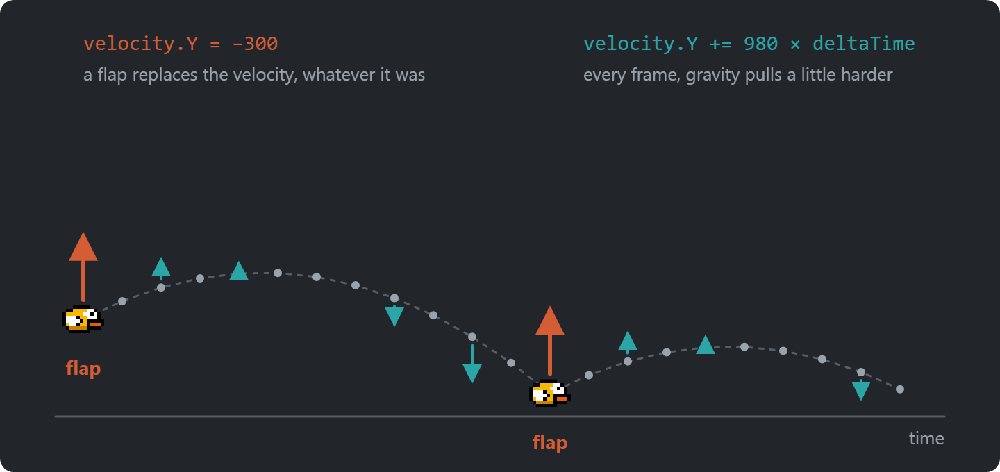 velocity.Y = −300
a flap replaces the velocity, whatever it was
velocity.Y += 980 × deltaTime
every frame, gravity pulls a little harder
flap
flap
time